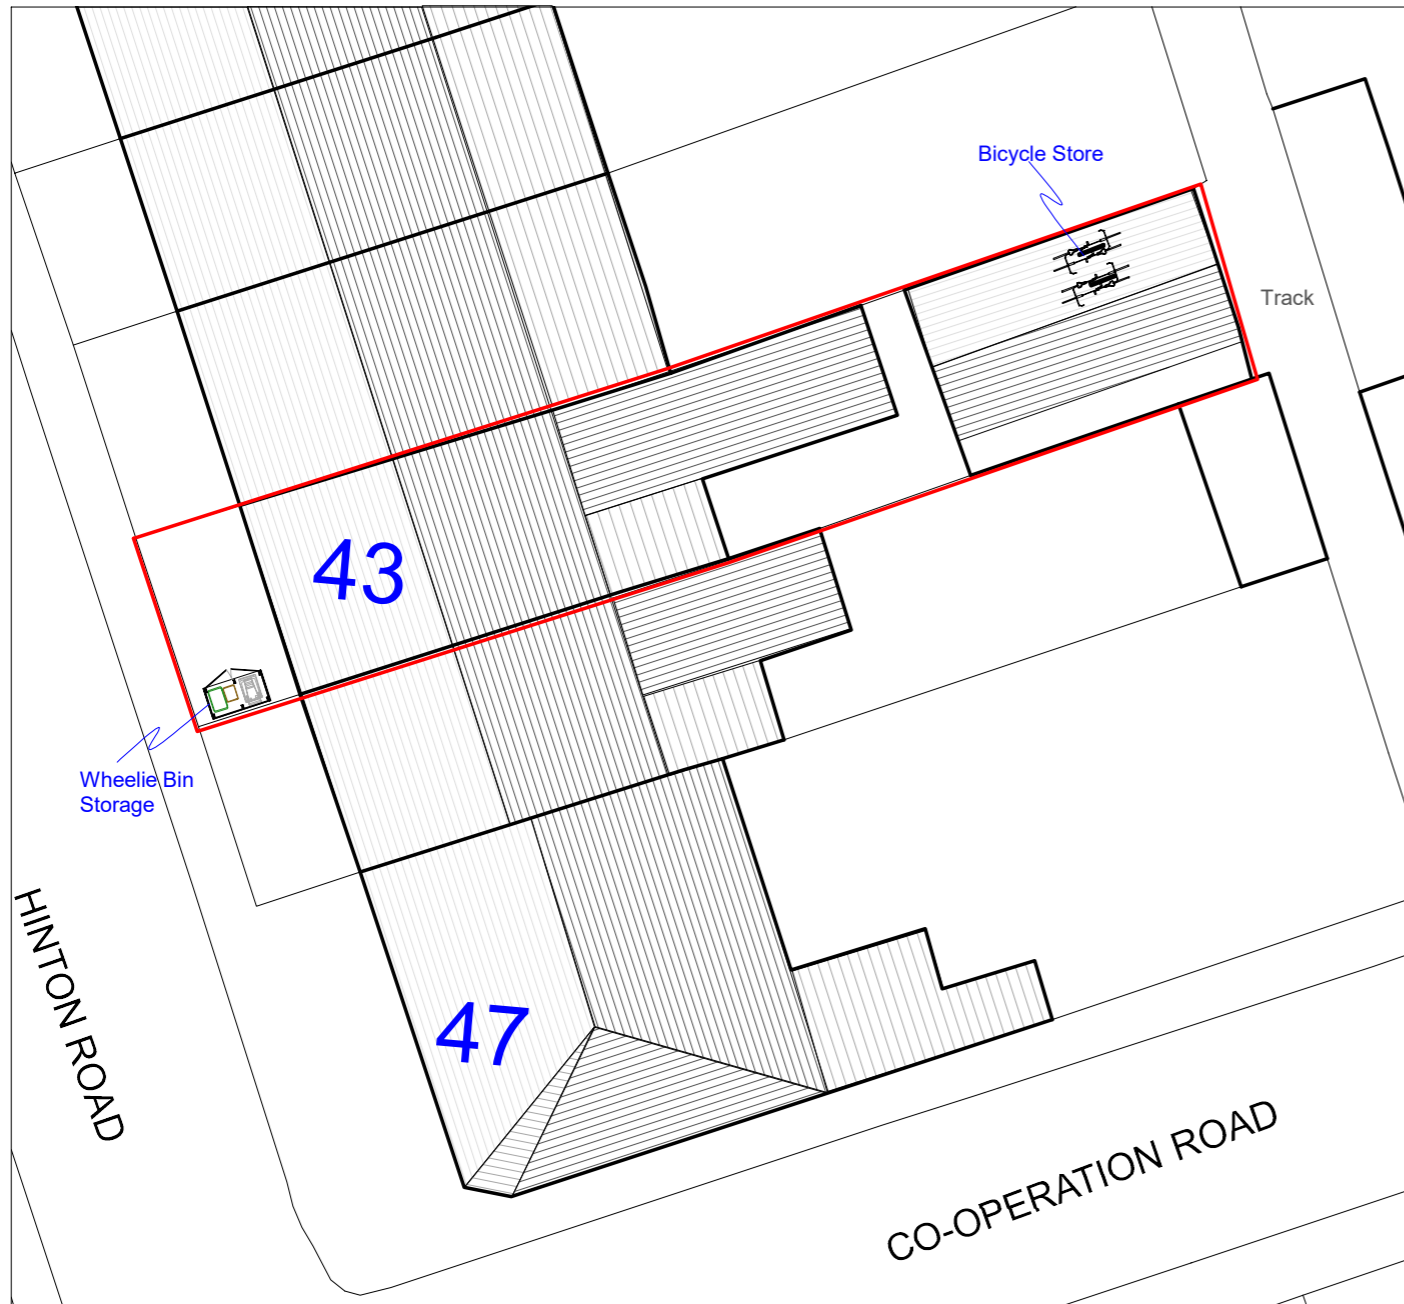 Bicycle Store
Track
43
Wheelie Bin
Storage
HINTON ROAD
47
CO-OPERATION ROAD